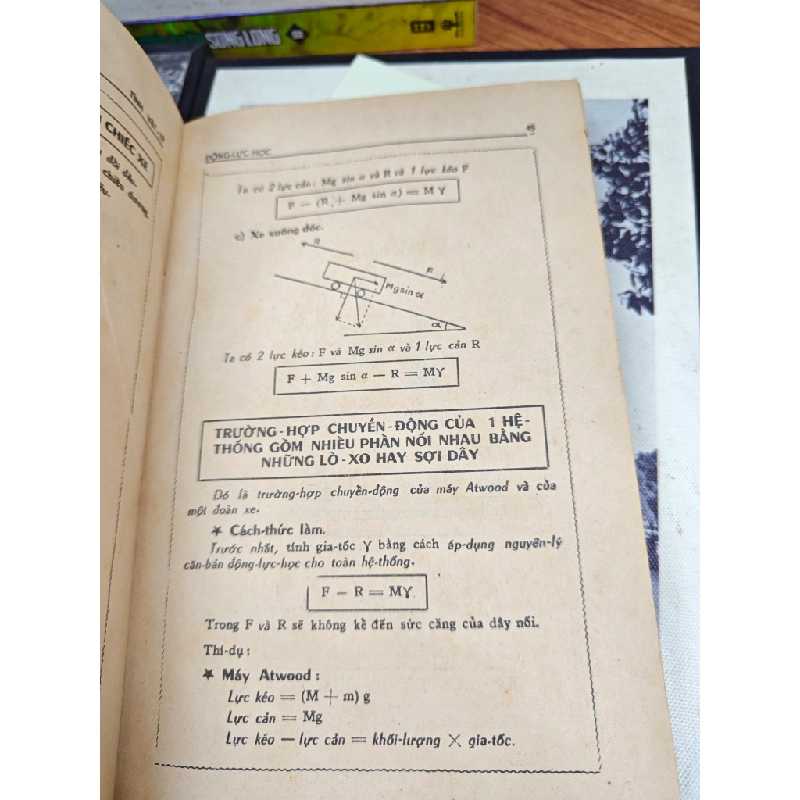 SONG LONG
CHIẾC XE
ĐỘNG-LỰC HỌC
Ta có 2 lực cản: Mg sin α và R và 1 lực kéo F
F — (R + Mg sin α) = Mγ
c) Xe xuống dốc.
R
Mg sin α
α
Ta có 2 lực kéo: F và Mg sin α và 1 lực cản R
F + Mg sin α — R = Mγ
TRƯỜNG-HỢP CHUYỂN-ĐỘNG CỦA 1 HỆ-
THỐNG GỒM NHIỀU PHẦN NỐI NHAU BẰNG
NHỮNG LÒ-XO HAY SỢI DÂY
Đó là trường-hợp chuyển-động của máy Atwood và của
một đoàn xe.
★ Cách-thức làm.
Trước nhất, tính gia-tốc γ bằng cách áp-dụng nguyên-lý
căn-bản động-lực-học cho toàn hệ-thống.
F — R = Mγ
Trong F và R sẽ không kể đến sức căng của dây nối.
Thí-dụ:
★ Máy Atwood:
Lực kéo = (M + m) g
Lực cản = Mg
Lực kéo — lực cản = khối-lượng × gia-tốc.